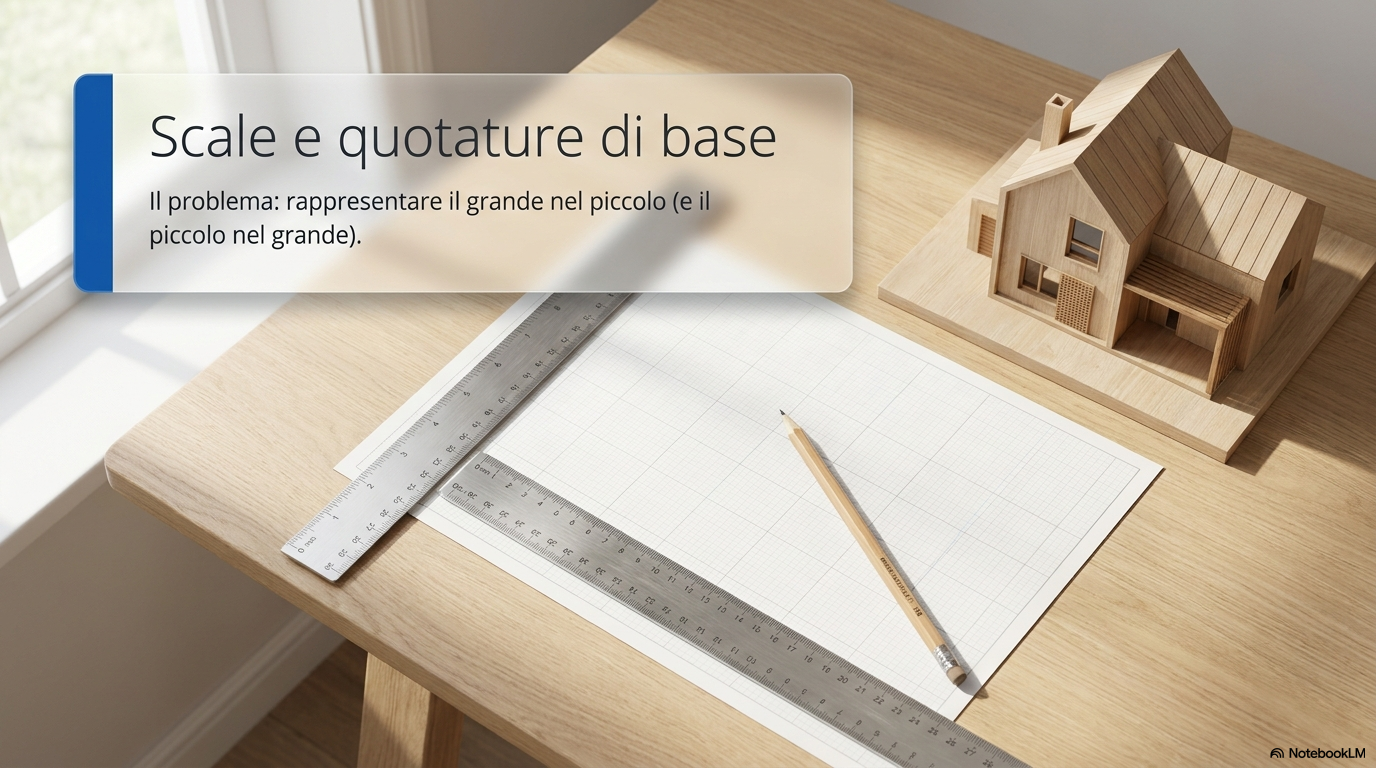 Scale e quotature di base
Il problema: rappresentare il grande nel piccolo (e il
piccolo nel grande).
NotebookLM